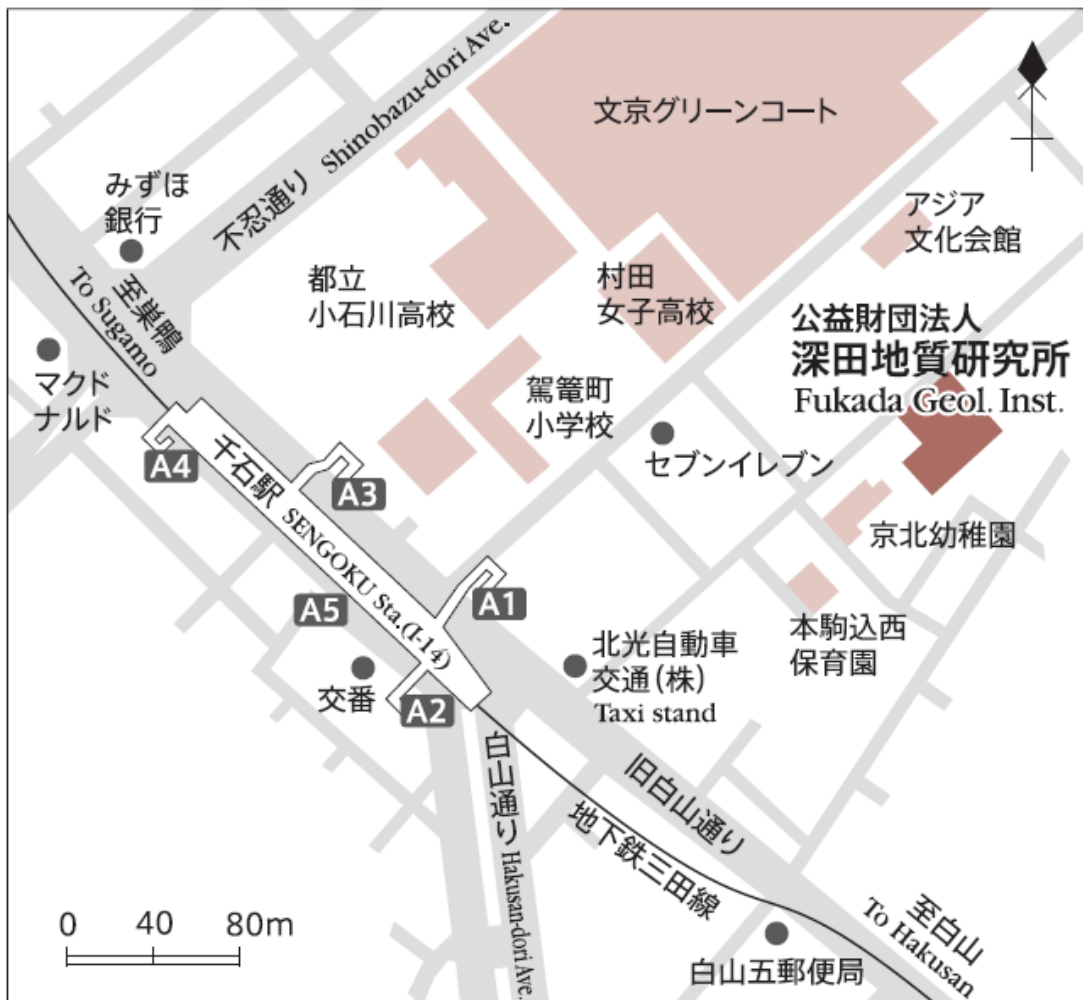 不忍通り Shinobazu-dori Ave.
文京グリーンコート
みずほ
銀行
アジア
文化会館
都立
小石川高校
村田
女子高校
至巣鴨
To Sugamo
公益財団法人
深田地質研究所
Fukada Geol. Inst.
マクド
ナルド
駕篭町
小学校
セブンイレブン
A4
千石駅 SENGOKU Sta.(I-14)
A3
京北幼稚園
A5
A1
本駒込西
保育園
北光自動車
交通(株)
Taxi stand
交番
A2
白山通り Hakusan-dori Ave.
旧白山通り
地下鉄三田線
至白山
To Hakusan
0 40 80m
白山五郵便局